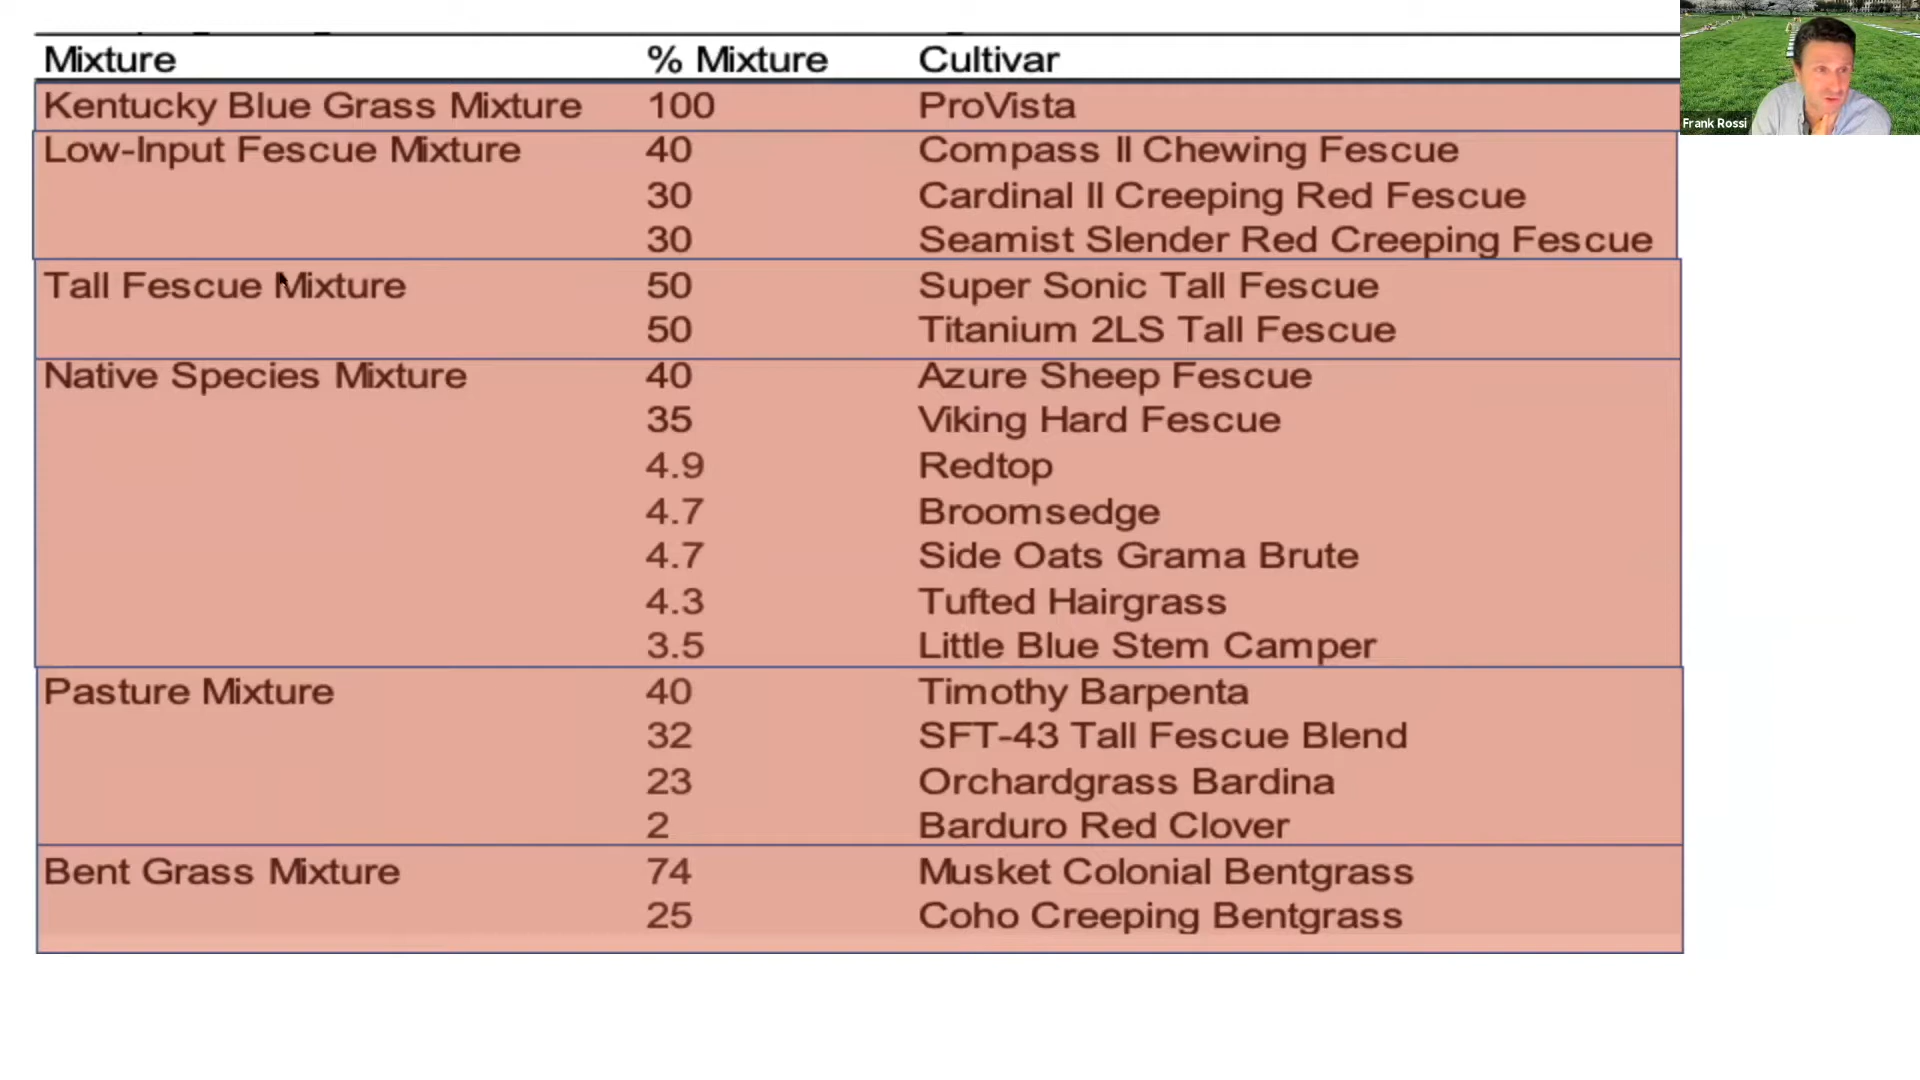 Mixture % Mixture Cultivar
Kentucky Blue Grass Mixture 100 ProVista
Low-Input Fescue Mixture 40 Compass II Chewing Fescue
30 Cardinal II Creeping Red Fescue
30 Seamist Slender Red Creeping Fescue
Tall Fescue Mixture 50 Super Sonic Tall Fescue
50 Titanium 2LS Tall Fescue
Native Species Mixture 40 Azure Sheep Fescue
35 Viking Hard Fescue
4.9 Redtop
4.7 Broomsedge
4.7 Side Oats Grama Brute
4.3 Tufted Hairgrass
3.5 Little Blue Stem Camper
Pasture Mixture 40 Timothy Barpenta
32 SFT-43 Tall Fescue Blend
23 Orchardgrass Bardina
2 Barduro Red Clover
Bent Grass Mixture 74 Musket Colonial Bentgrass
25 Coho Creeping Bentgrass
Frank Rossi